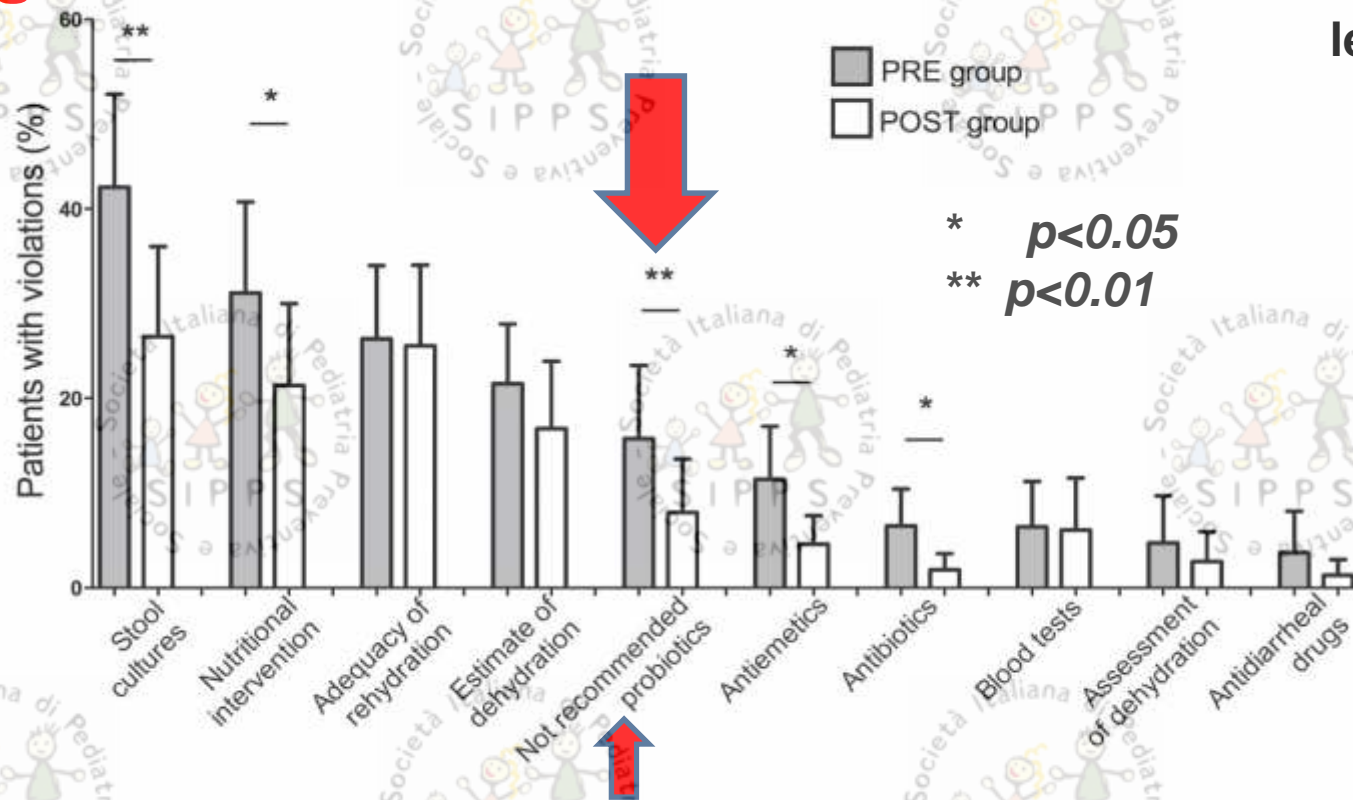 60
40
20
0
Patients with violations (%)
**
*
**
*
*
PRE group
POST group
* p<0.05
** p<0.01
le
Stool
cultures
Nutritional
intervention
Adequacy of
rehydration
Estimate of
dehydration
Not recommended
probiotics
Antiemetics
Antibiotics
Blood tests
Assessment
of dehydration
Antidiarrheal
drugs
Società Italiana di Pediatria Preventiva e Sociale
SIPPS